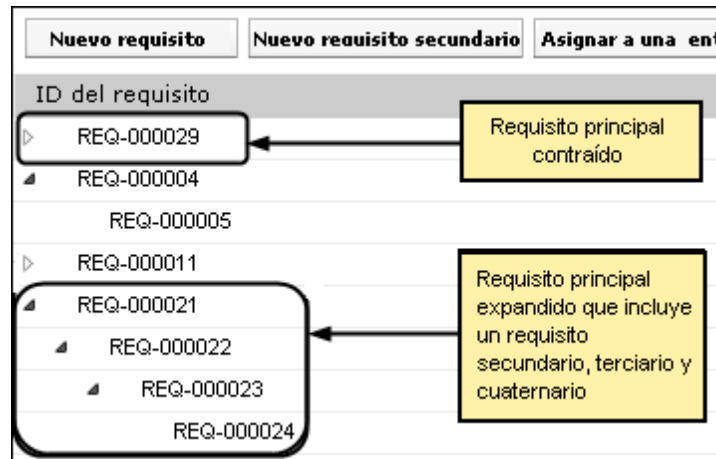 Nuevo requisito
Nuevo requisito secundario
Asignar a una ent
ID del requisito
REQ-000029
Requisito principal
contraído
REQ-000004
REQ-000005
REQ-000011
REQ-000021
REQ-000022
REQ-000023
REQ-000024
Requisito principal
expandido que incluye
un requisito
secundario, terciario y
cuaternario